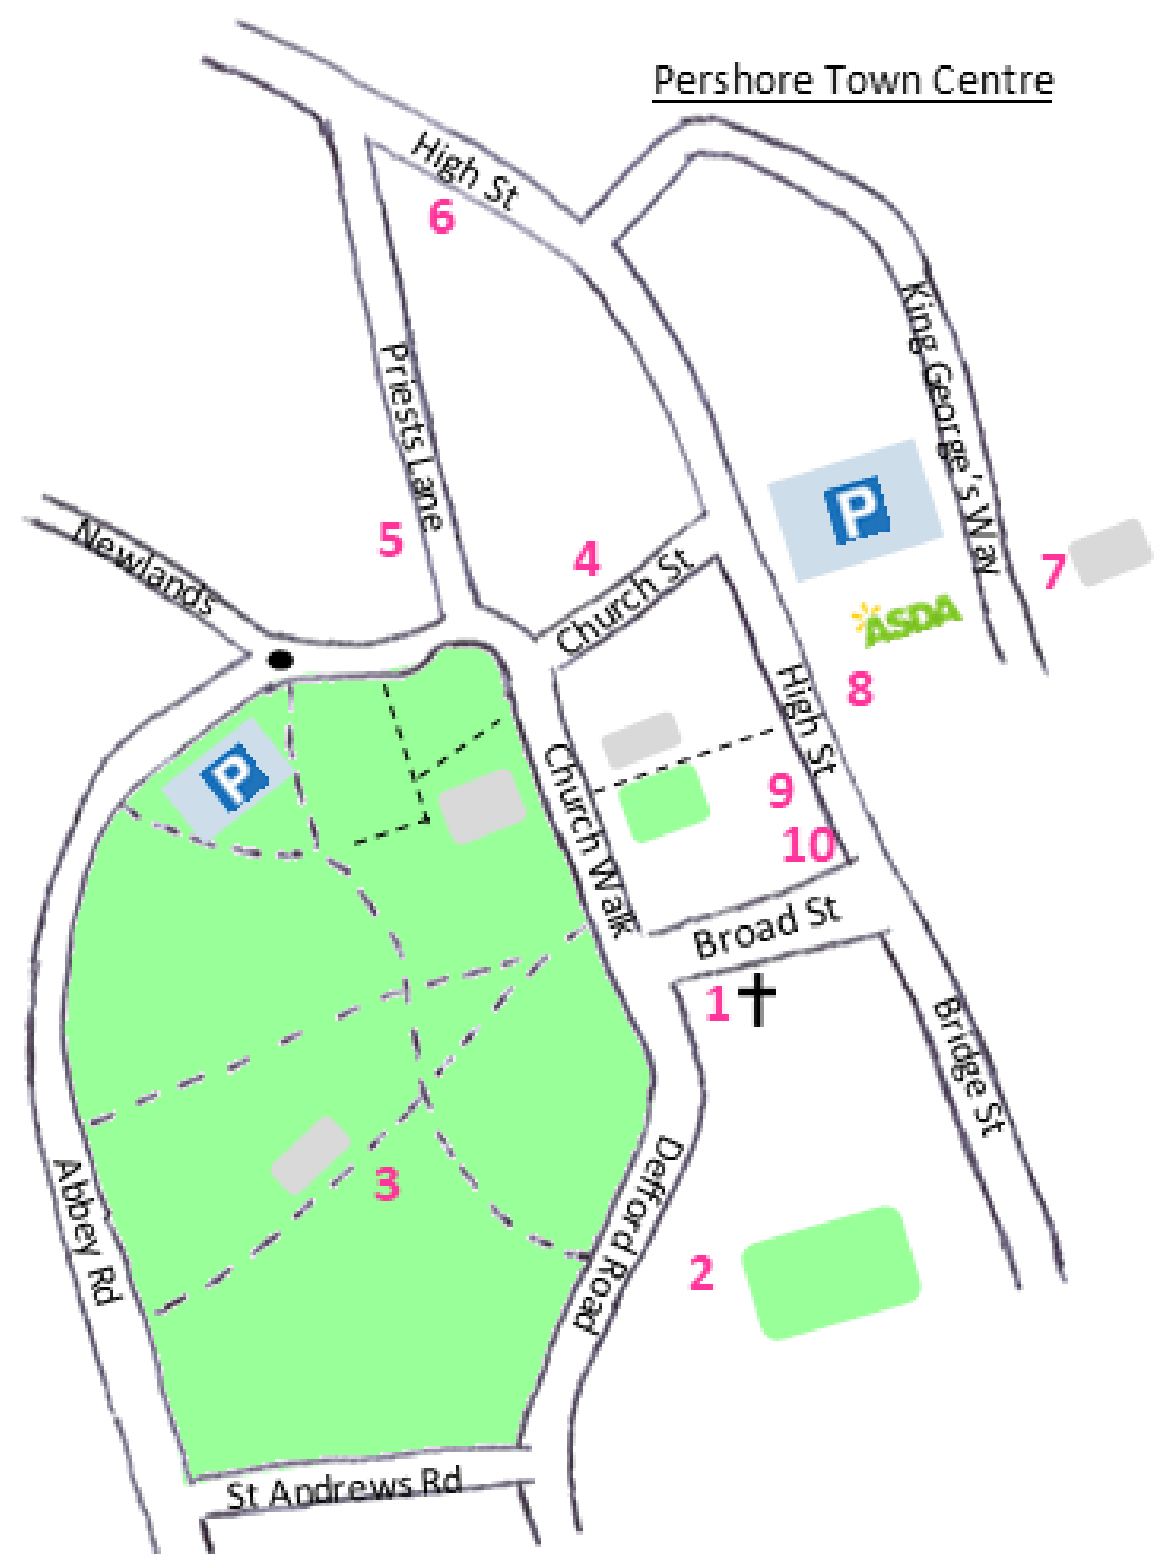 Pershore Town Centre
High St
6
King George's Way
Priests Lane
P
5
4
Church St
7
Newlands
ASDA
High St
8
P
Church Walk
9
10
Broad St
1
Bridge St
3
Abbey Rd
Defford Road
2
St Andrews Rd